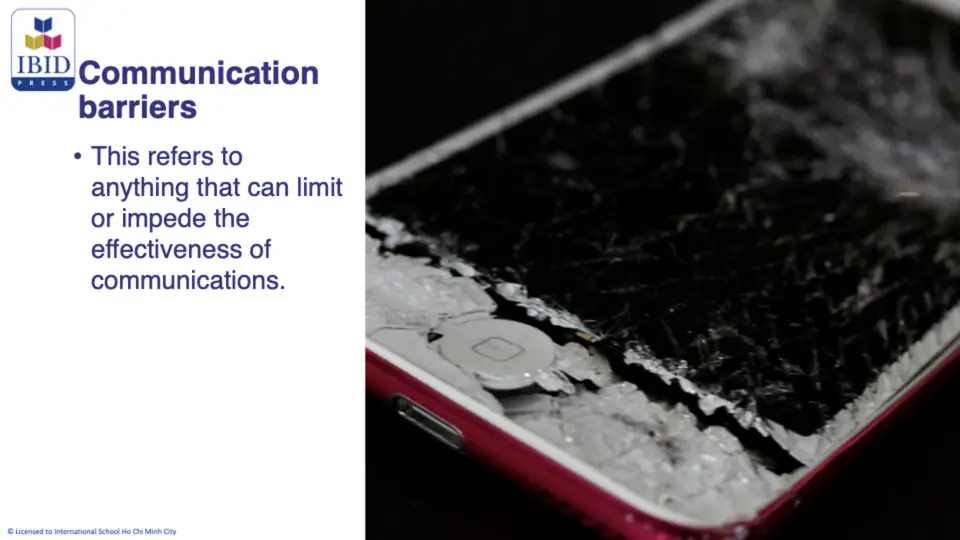 IBID
PRESS
Communication
barriers
• This refers to
anything that can limit
or impede the
effectiveness of
communications.
© Licensed to International School Ho Chi Minh City